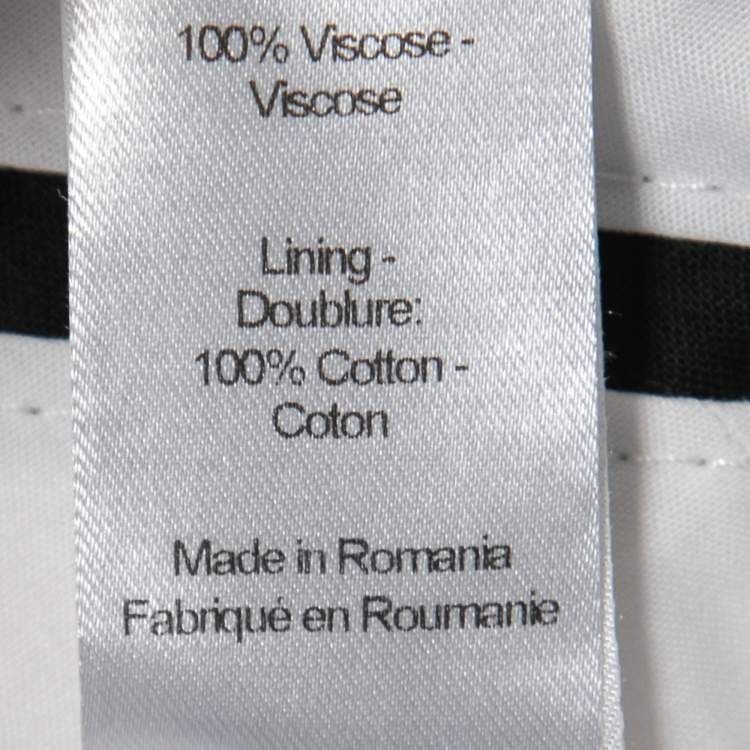 100% Viscose -
Viscose
Lining -
Doublure:
100% Cotton -
Coton
Made in Romania
Fabriqué en Roumanie